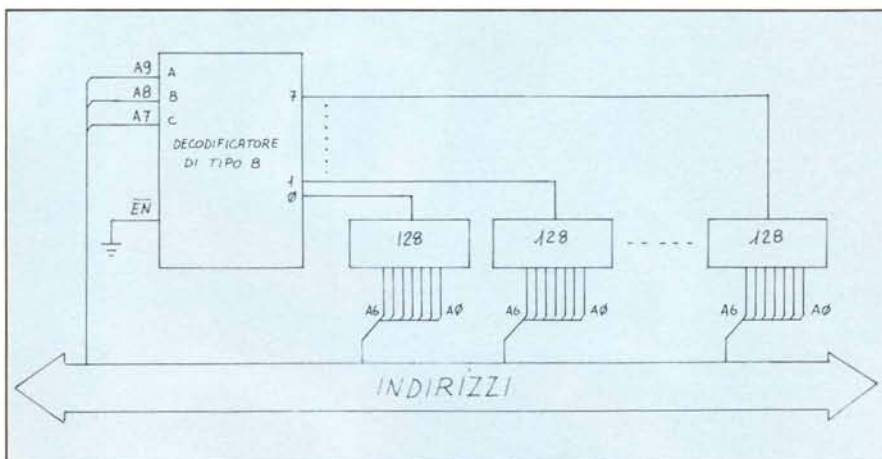 A9 A
A8 B
A7 C
7
DECODIFICATORE
DI TIPO B
1
Ø
EN
128
128
128
A6 AØ
A6 AØ
A6 AØ
INDIRIZZI